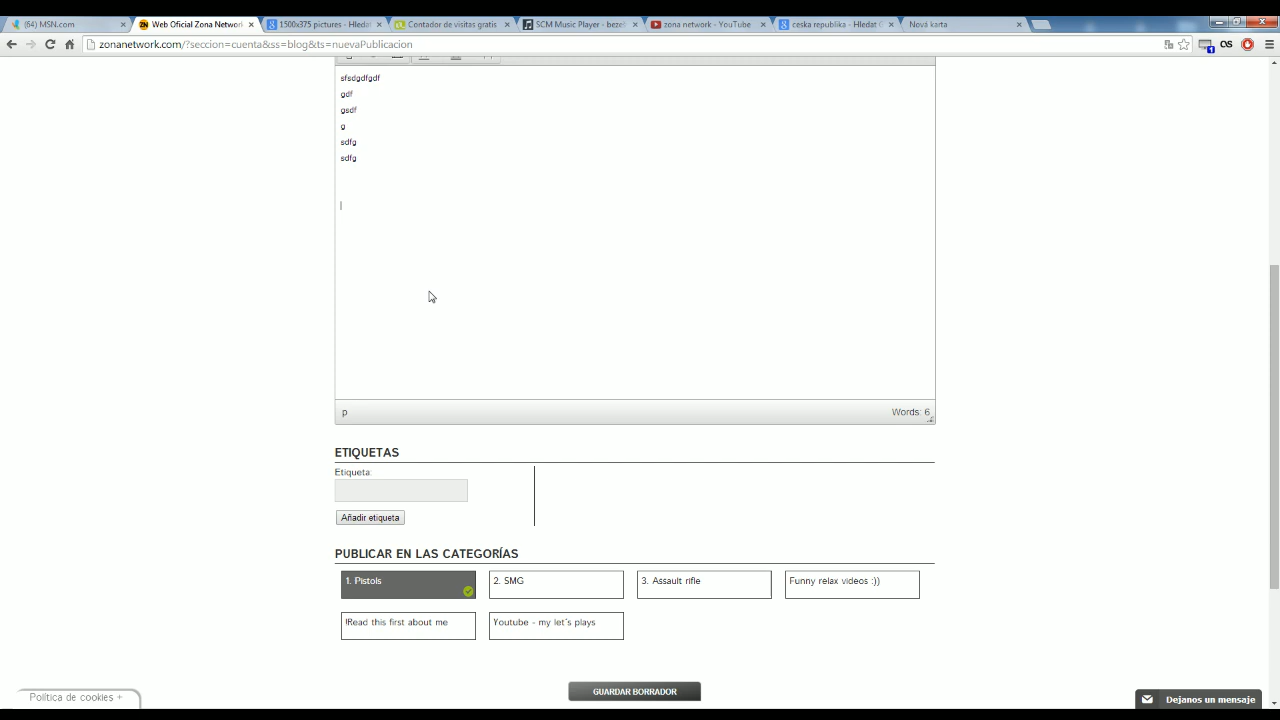 (64) MSN.com
Web Oficial Zona Network
1500x375 pictures - Hledat
Contador de visitas gratis
SCM Music Player - bezeb
zona network - YouTube
ceska republika - Hledat
Nová karta
zonanetwork.com/?seccion=cuenta&ss=blog&ts=nuevaPublicacion
sfsdgdfgdf
gdf
gsdf
g
sdfg
sdfg
p
Words: 6
ETIQUETAS
Etiqueta:
Añadir etiqueta
PUBLICAR EN LAS CATEGORÍAS
1. Pistols
2. SMG
3. Assault rifle
Funny relax videos :))
!Read this first about me
Youtube - my let´s plays
Política de cookies +
GUARDAR BORRADOR
Dejanos un mensaje